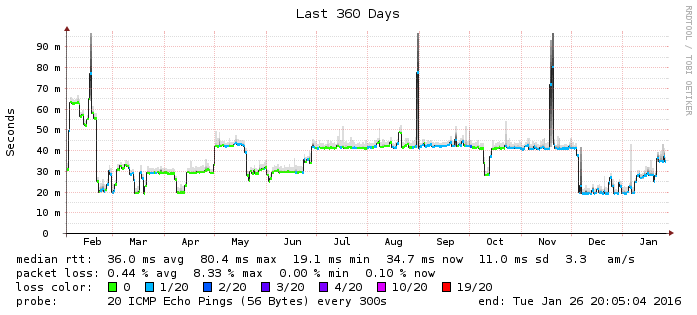 Last 360 Days
RRDTOOL / TOBI OETIKER
Seconds
90 m
80 m
70 m
60 m
50 m
40 m
30 m
20 m
10 m
0
Feb Mar Apr May Jun Jul Aug Sep Oct Nov Dec Jan
median rtt: 36.0 ms avg 80.4 ms max 19.1 ms min 34.7 ms now 11.0 ms sd 3.3 am/s
packet loss: 0.44 % avg 8.33 % max 0.00 % min 0.10 % now
loss color: 0 1/20 2/20 3/20 4/20 10/20 19/20
probe: 20 ICMP Echo Pings (56 Bytes) every 300s end: Tue Jan 26 20:05:04 2016